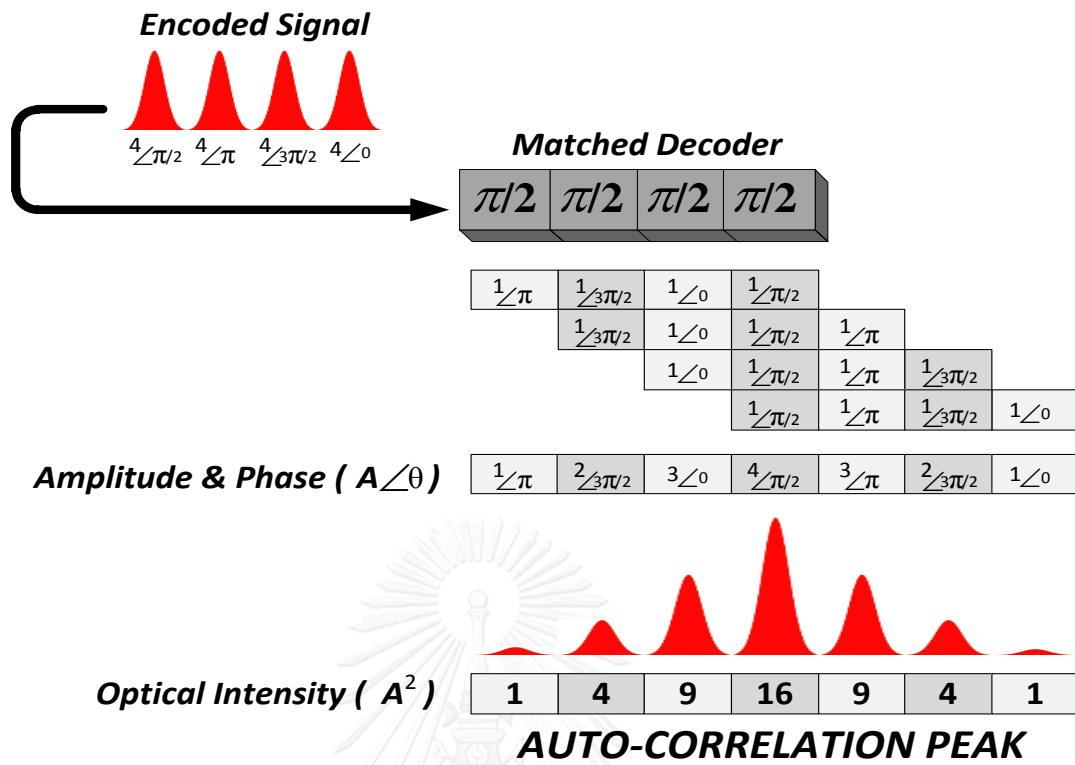 Encoded Signal
4∠π/2 4∠π 4∠3π/2 4∠0
Matched Decoder
π/2 π/2 π/2 π/2
1∠π 1∠3π/2 1∠0 1∠π/2
1∠3π/2 1∠0 1∠π/2 1∠π
1∠0 1∠π/2 1∠π 1∠3π/2
1∠π/2 1∠π 1∠3π/2 1∠0
Amplitude & Phase ( A∠θ ) 1∠π 2∠3π/2 3∠0 4∠π/2 3∠π 2∠3π/2 1∠0
Optical Intensity ( A² ) 1 4 9 16 9 4 1
AUTO-CORRELATION PEAK